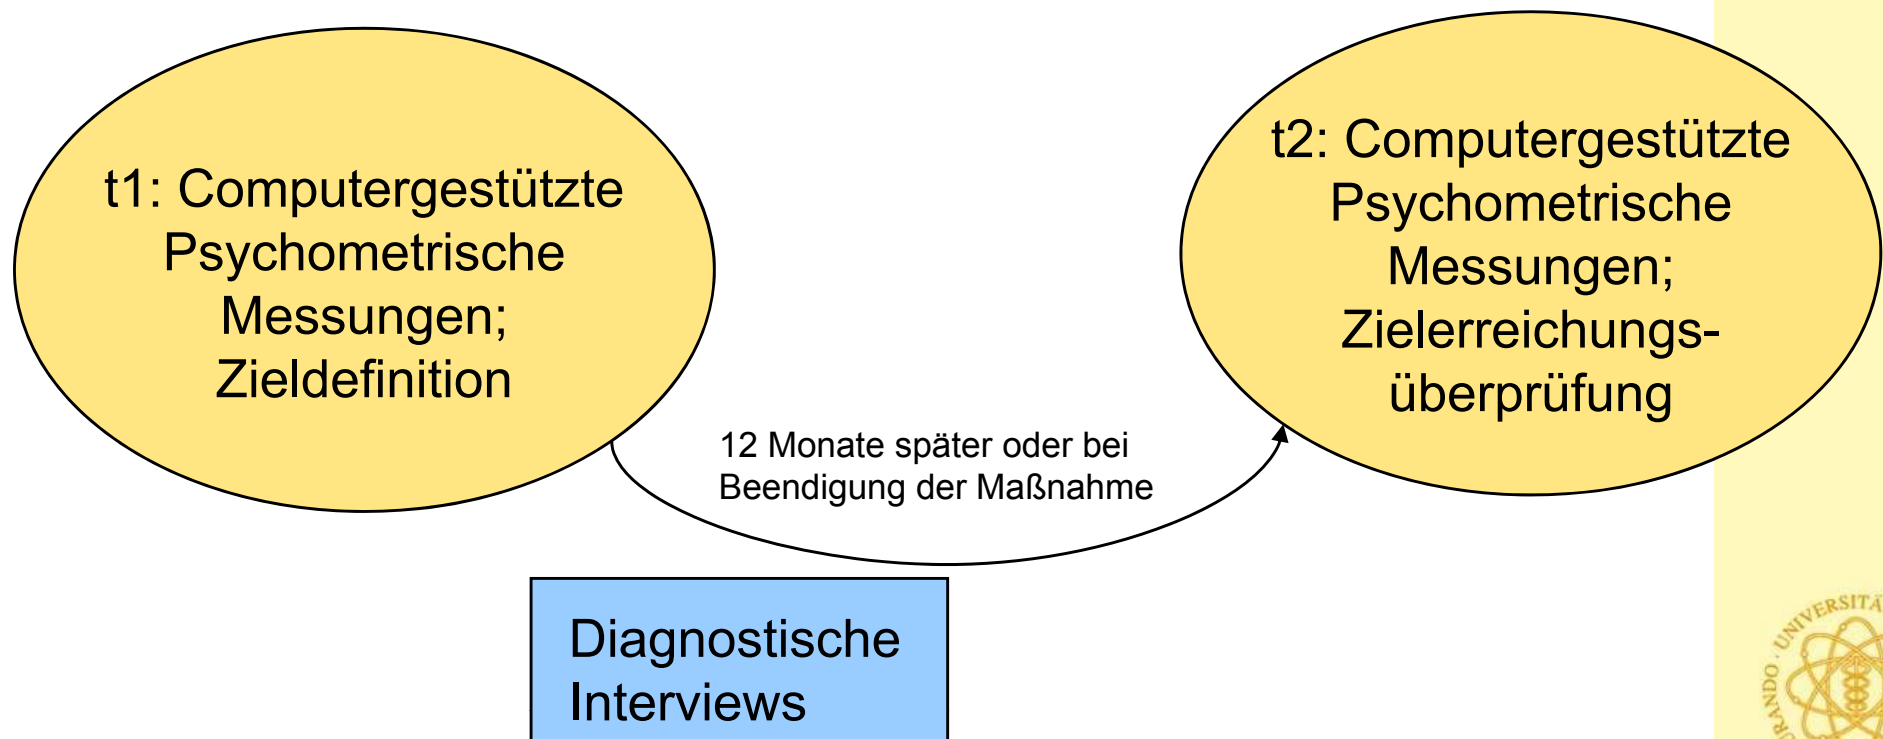 t1: Computergestützte
Psychometrische
Messungen;
Zieldefinition
t2: Computergestützte
Psychometrische
Messungen;
Zielerreichungs-
überprüfung
12 Monate später oder bei
Beendigung der Maßnahme
Diagnostische
Interviews